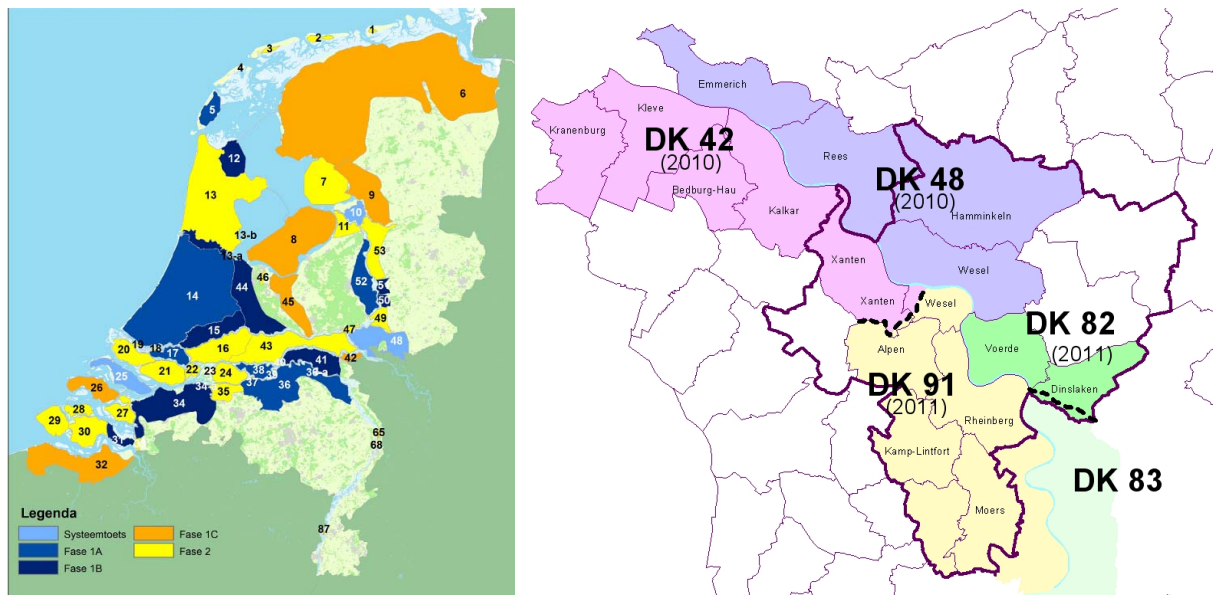 1
2
3
4
5
6
7
8
9
10
11
12
13
13-b
13-a
14
15
16
17
18
19
20
21
22
23
24
25
26
27
28
29
30
31
32
34
34
35
36
37
38
39
41
42
43
44
45
46
47
48
49
50
52
53
65
68
87
Legenda
Systeemtoets
Fase 1A
Fase 1B
Fase 1C
Fase 2
Emmerich
Kleve
Kranenburg
DK 42
(2010)
Rees
DK 48
(2010)
Bedburg-Hau
Kalkar
Hamminkeln
Xanten
Wesel
Xanten
Wesel
DK 82
(2011)
Voerde
Alpen
DK 91
(2011)
Dinslaken
Rheinberg
Kamp-Lintfort
DK 83
Moers